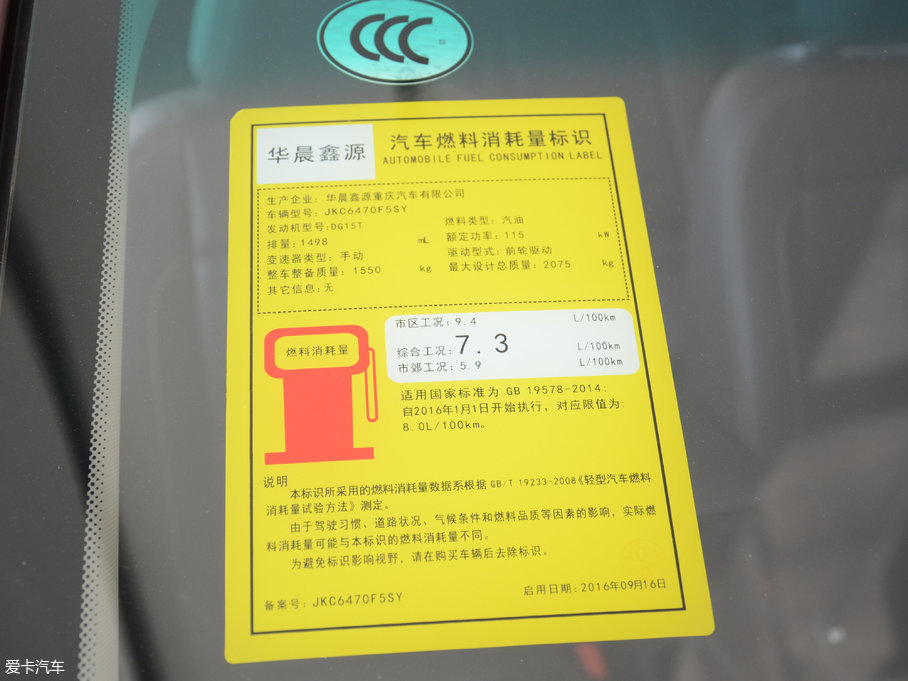 CCC
S
华晨鑫源
汽车燃料消耗量标识
AUTOMOBILE FUEL CONSUMPTION LABEL
生产企业: 华晨鑫源重庆汽车有限公司
车辆型号: JKC6470F5SY
发动机型号:DG15T 燃料类型: 汽油
排量: 1498 mL 额定功率: 115 kW
变速器类型: 手动 驱动型式: 前轮驱动
整车整备质量: 1550 kg 最大设计总质量: 2075 kg
其它信息:无
燃料消耗量
市区工况: 9.4 L/100km
综合工况: 7.3 L/100km
市郊工况: 5.9 L/100km
适用国家标准为 GB 19578-2014:
自2016年1月1日开始执行, 对应限值为:
8.0L/100km。
说明
本标识所采用的燃料消耗量数据系根据 GB/T 19233-2008《轻型汽车燃料
消耗量试验方法》测定。
由于驾驶习惯、道路状况、气候条件和燃料品质等因素的影响, 实际燃
料消耗量可能与本标识的燃料消耗量不同。
为避免标识影响视野, 请在购买车辆后去除标识。
备案号: JKC6470F5SY 启用日期: 2016年09月16日
爱卡汽车